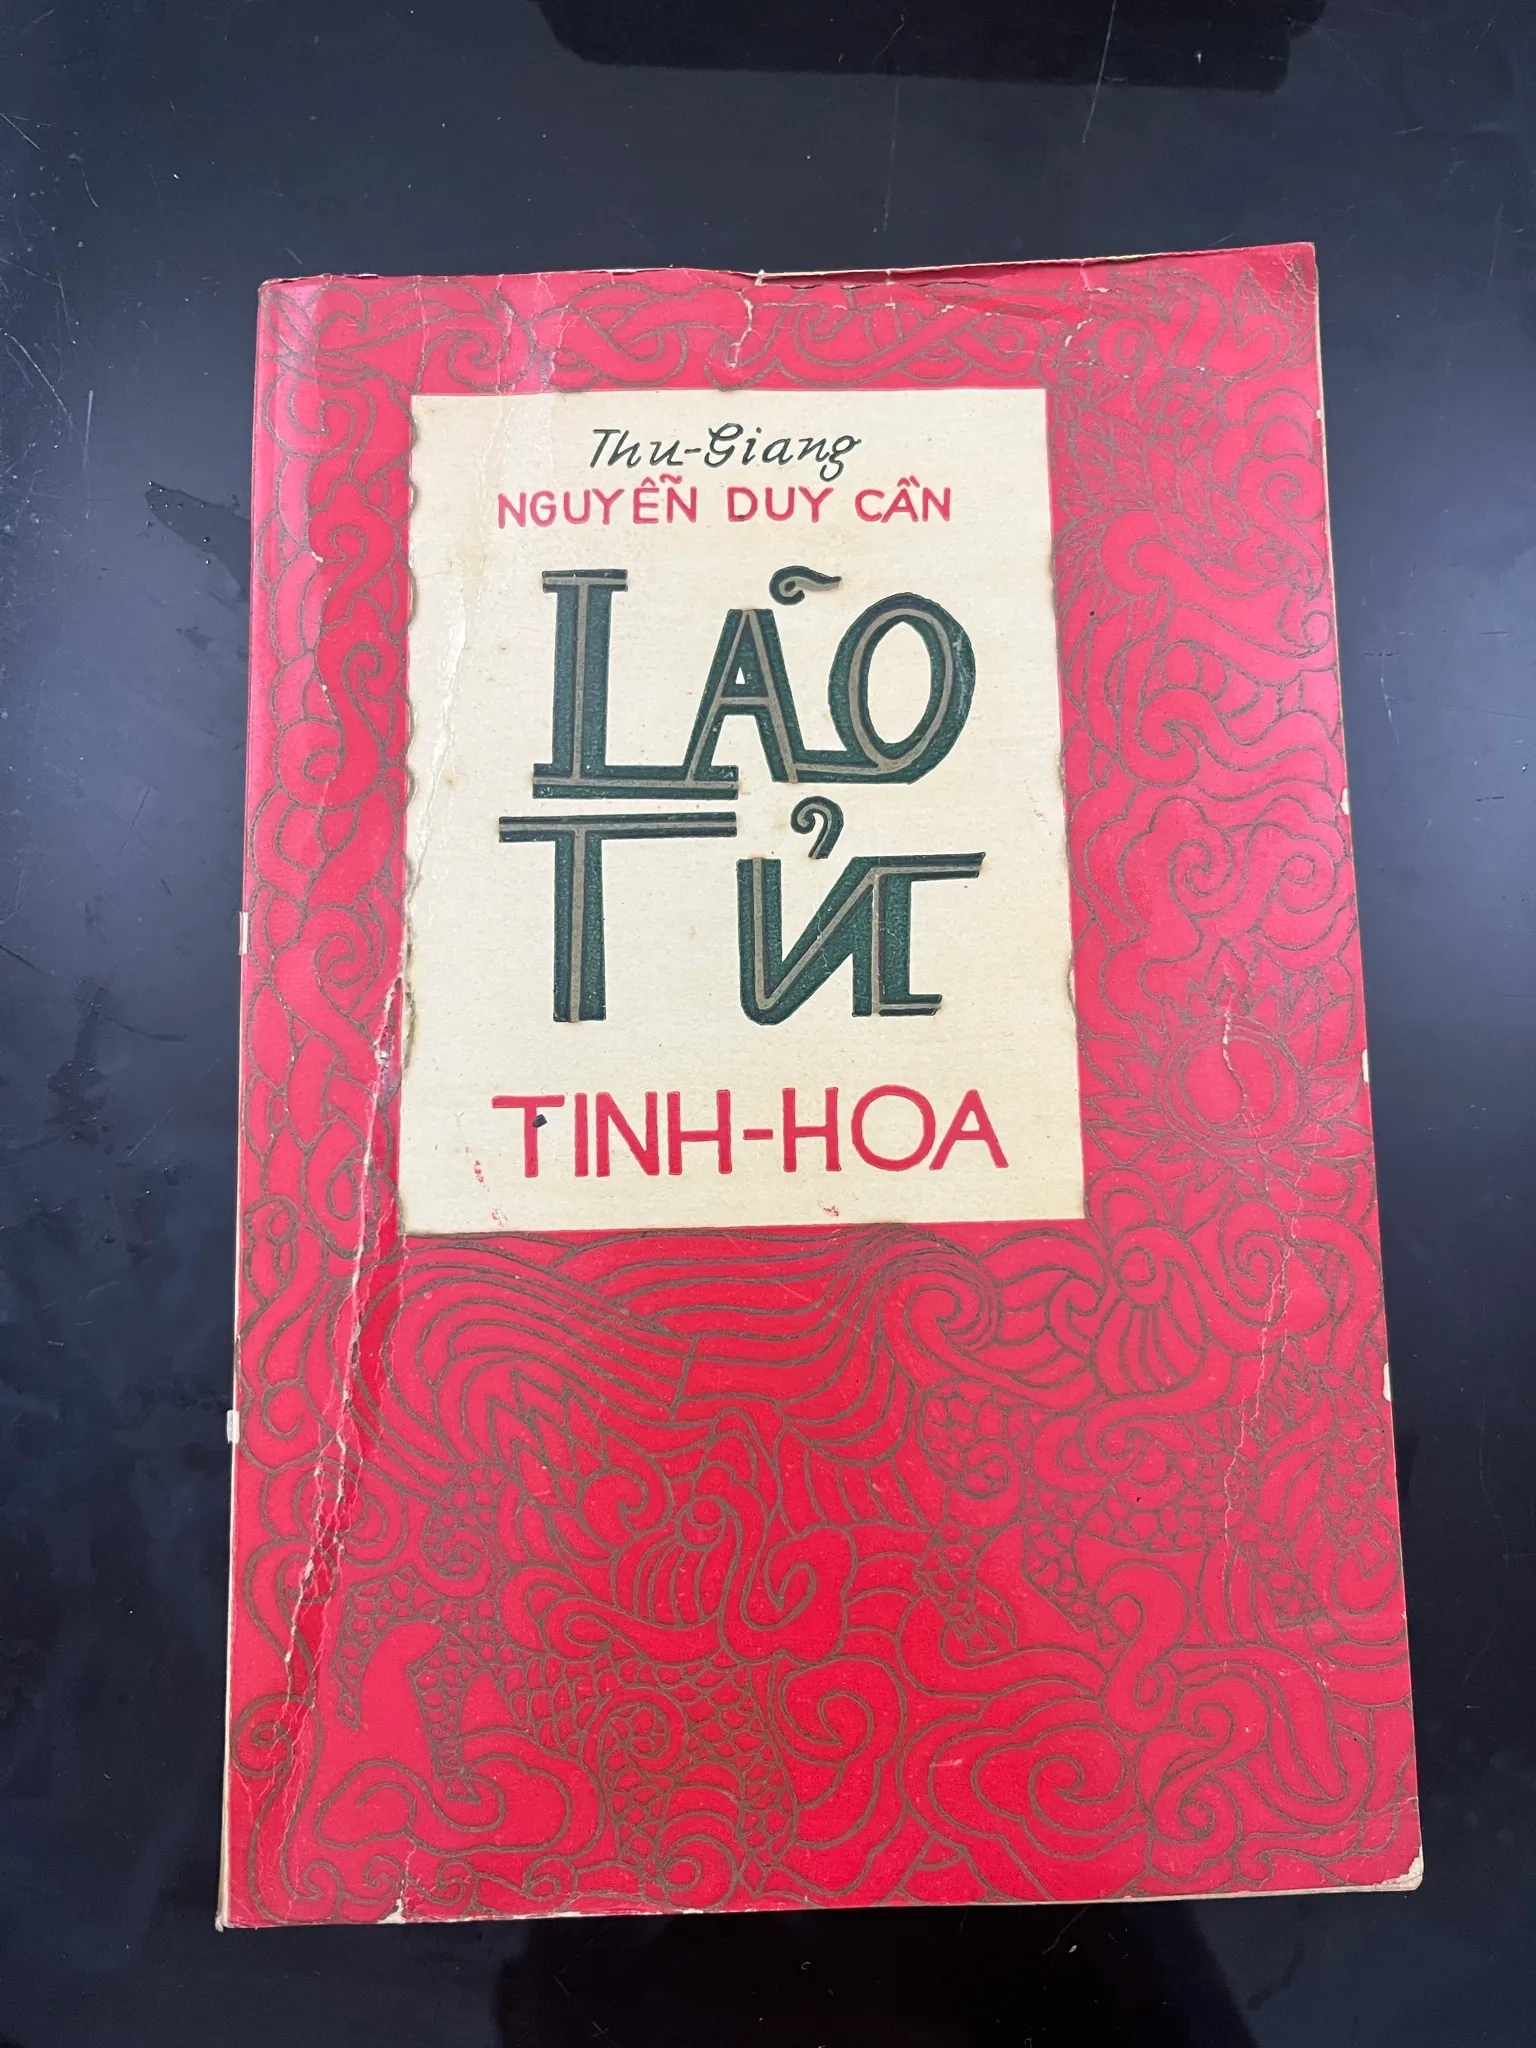 Thu-Giang
NGUYỄN DUY CẦN
LÃO
TỬ
TINH-HOA